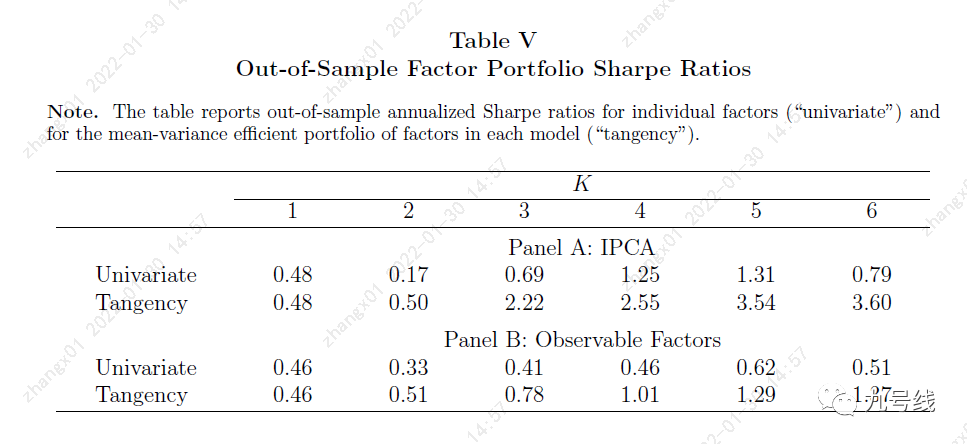 Table V
Out-of-Sample Factor Portfolio Sharpe Ratios
Note. The table reports out-of-sample annualized Sharpe ratios for individual factors (“univariate”) and
for the mean-variance efficient portfolio of factors in each model (“tangency”).
K
1 2 3 4 5 6
Panel A: IPCA
Univariate 0.48 0.17 0.69 1.25 1.31 0.79
Tangency 0.48 0.50 2.22 2.55 3.54 3.60
Panel B: Observable Factors
Univariate 0.46 0.33 0.41 0.46 0.62 0.51
Tangency 0.46 0.51 0.78 1.01 1.29
九号线
zhangx01 2022-01-30 14:57